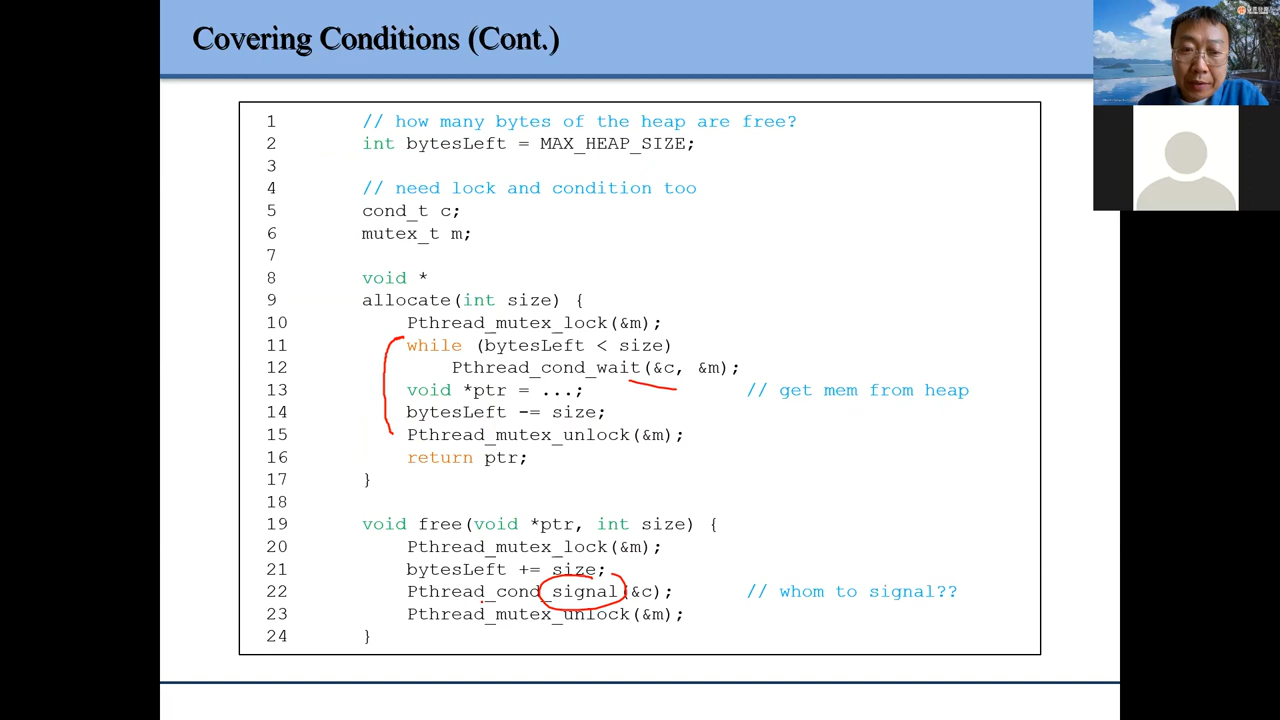 Covering Conditions (Cont.)
1 // how many bytes of the heap are free?
2 int bytesLeft = MAX_HEAP_SIZE;
3
4 // need lock and condition too
5 cond_t c;
6 mutex_t m;
7
8 void *
9 allocate(int size) {
10 Pthread_mutex_lock(&m);
11 while (bytesLeft < size)
12 Pthread_cond_wait(&c, &m);
13 void *ptr = ...; // get mem from heap
14 bytesLeft -= size;
15 Pthread_mutex_unlock(&m);
16 return ptr;
17 }
18
19 void free(void *ptr, int size) {
20 Pthread_mutex_lock(&m);
21 bytesLeft += size;
22 Pthread_cond_signal(&c); // whom to signal??
23 Pthread_mutex_unlock(&m);
24 }